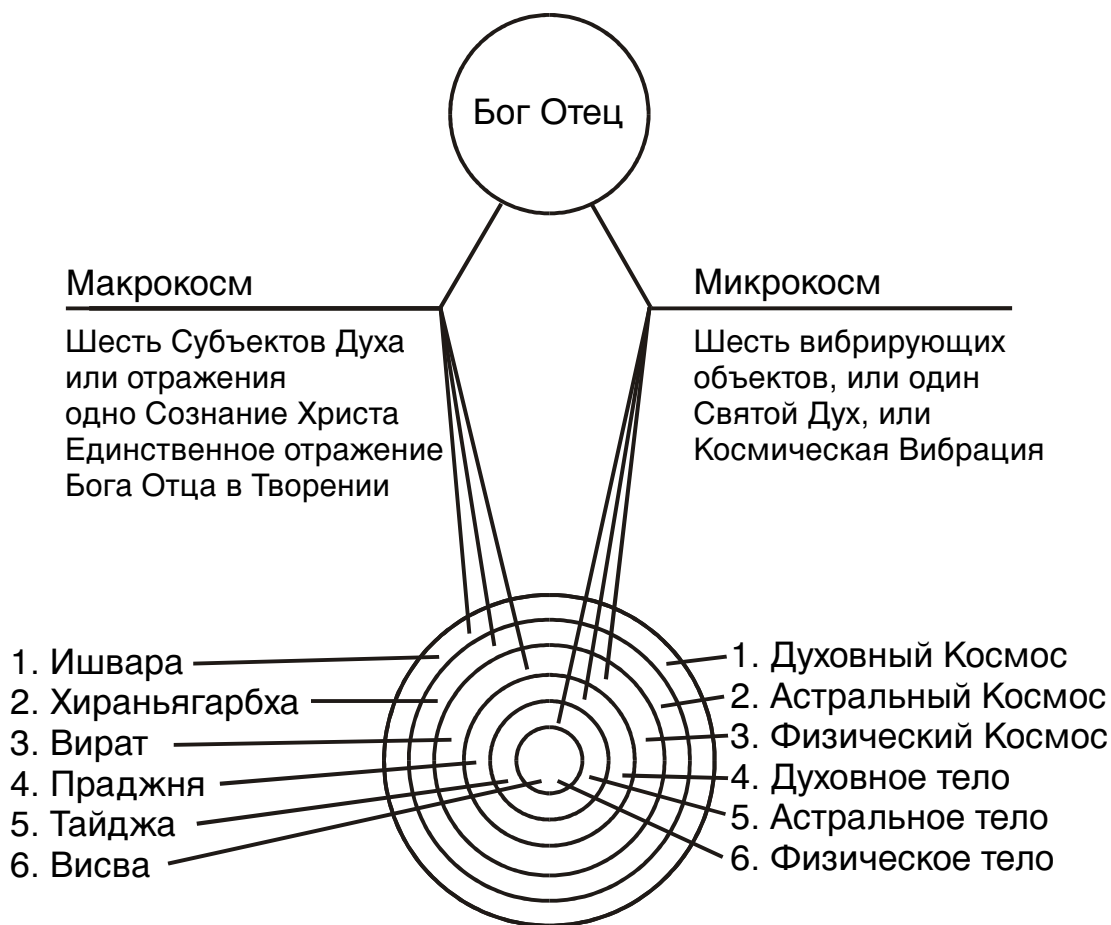 Бог Отец
Макрокосм
Шесть Субъектов Духа
или отражения
одно Сознание Христа
Единственное отражение
Бога Отца в Творении
Микрокосм
Шесть вибрирующих
объектов, или один
Святой Дух, или
Космическая Вибрация
1. Ишвара
2. Хираньягарбха
3. Вират
4. Праджня
5. Тайджа
6. Висва
1. Духовный Космос
2. Астральный Космос
3. Физический Космос
4. Духовное тело
5. Астральное тело
6. Физическое тело